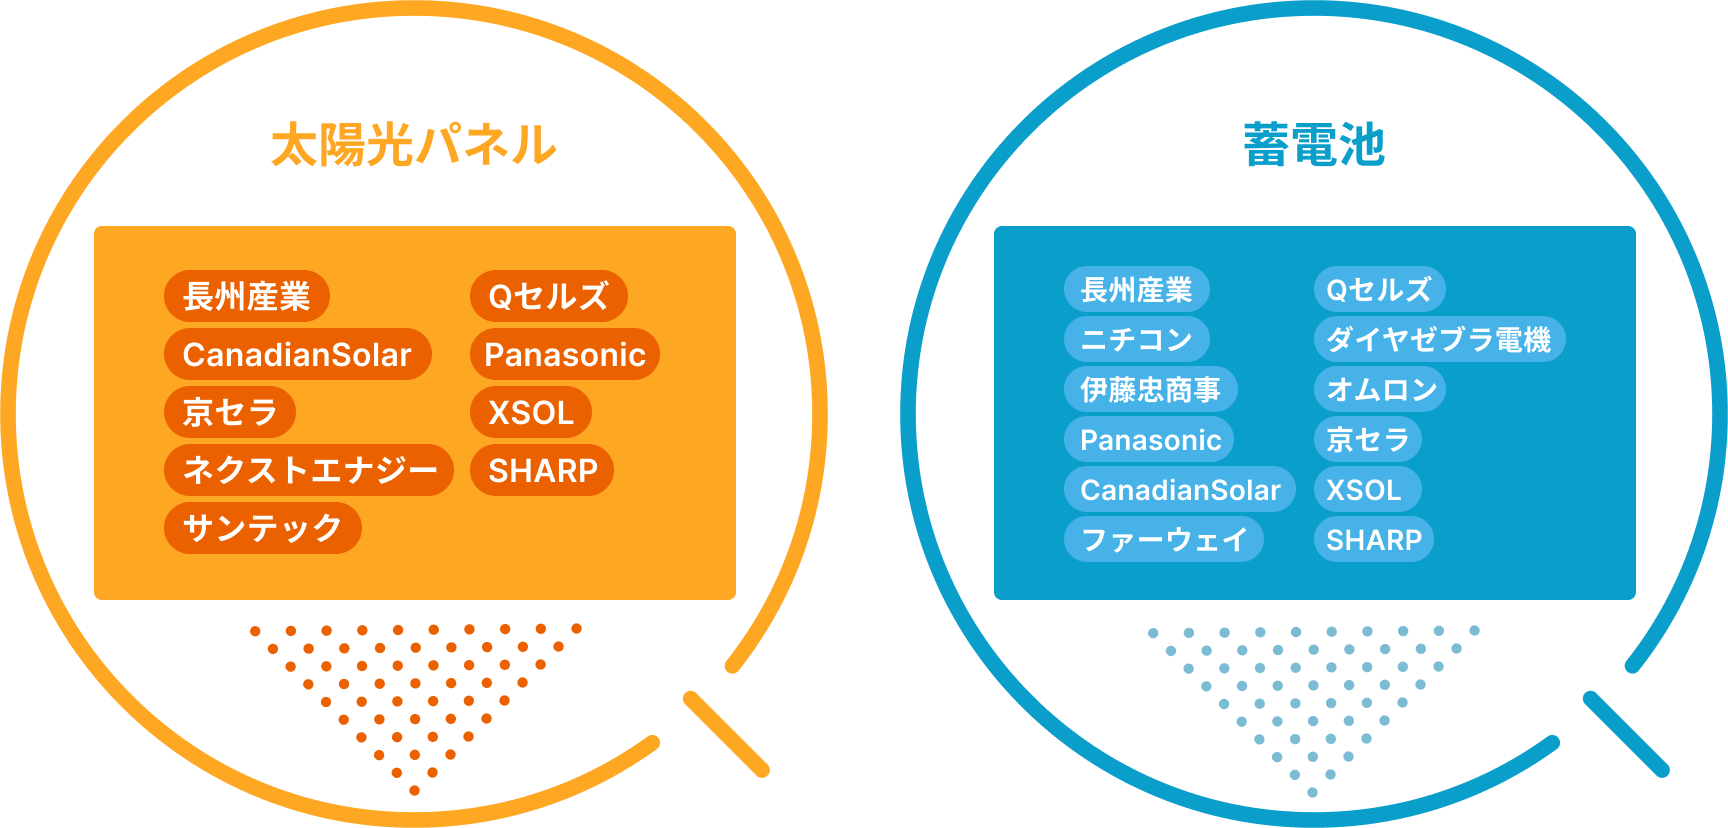 太陽光パネル
長州産業
Qセルズ
CanadianSolar
Panasonic
京セラ
XSOL
ネクストエナジー
SHARP
サンテック
蓄電池
長州産業
Qセルズ
ニチコン
ダイヤゼブラ電機
伊藤忠商事
オムロン
Panasonic
京セラ
CanadianSolar
XSOL
ファーウェイ
SHARP